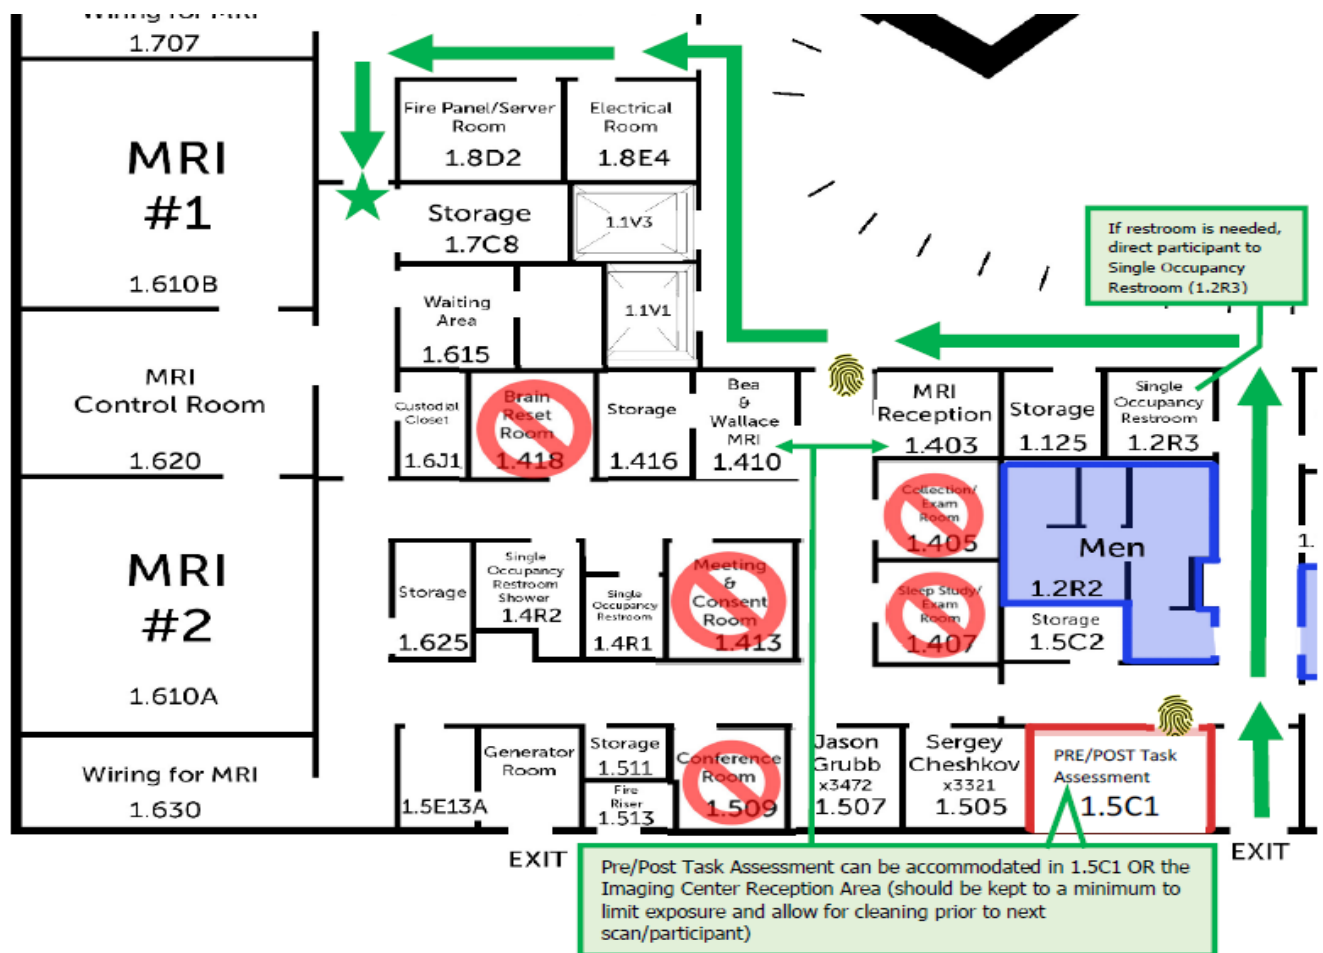 Wiring for MRI
1.707
MRI
#1
1.610B
MRI
Control Room
1.620
MRI
#2
1.610A
Wiring for MRI
1.630
Fire Panel/Server
Room
1.8D2
Electrical
Room
1.8E4
Storage
1.7C8
1.1V3
Waiting
Area
1.615
1.1V1
Custodial
Closet
1.6J1
Brain
Reset
Room
1.418
Storage
1.416
Bea
&
Wallace
MRI
1.410
MRI
Reception
1.403
Storage
1.125
Single
Occupancy
Restroom
1.2R3
If restroom is needed,
direct participant to
Single Occupancy
Restroom (1.2R3)
Collection/
Exam
Room
1.405
Sleep Study/
Exam
Room
1.407
Men
1.2R2
Storage
1.5C2
1.
Storage
1.625
Single
Occupancy
Restroom
Shower
1.4R2
Single
Occupancy
Restroom
1.4R1
Meeting
&
Consent
Room
1.413
1.5E13A
Generator
Room
Storage
1.511
Fire
Riser
1.513
Conference
Room
1.509
Jason
Grubb
x3472
1.507
Sergey
Cheshkov
x3321
1.505
PRE/POST Task
Assessment
1.5C1
EXIT
EXIT
Pre/Post Task Assessment can be accommodated in 1.5C1 OR the
Imaging Center Reception Area (should be kept to a minimum to
limit exposure and allow for cleaning prior to next
scan/participant)